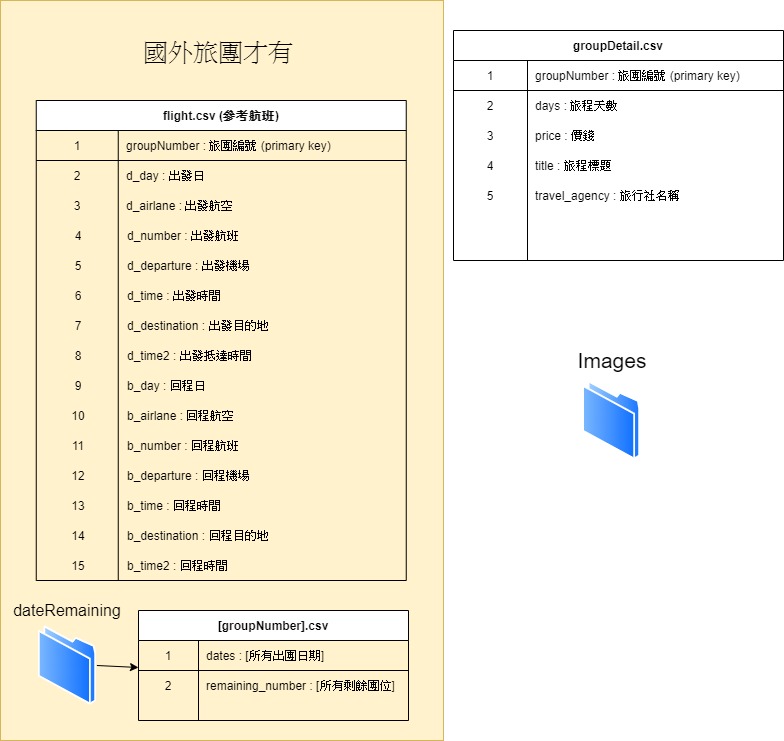 國外旅團才有
flight.csv (參考航班)
1 groupNumber : 旅團編號 (primary key)
2 d_day : 出發日
3 d_airlane : 出發航空
4 d_number : 出發航班
5 d_departure : 出發機場
6 d_time : 出發時間
7 d_destination : 出發目的地
8 d_time2 : 出發抵達時間
9 b_day : 回程日
10 b_airlane : 回程航空
11 b_number : 回程航班
12 b_departure : 回程機場
13 b_time : 回程時間
14 b_destination : 回程目的地
15 b_time2 : 回程時間
dateRemaining
[groupNumber].csv
1 dates : [所有出團日期]
2 remaining_number : [所有剩餘團位]
groupDetail.csv
1 groupNumber : 旅團編號 (primary key)
2 days : 旅程天數
3 price : 價錢
4 title : 旅程標題
5 travel_agency : 旅行社名稱
Images